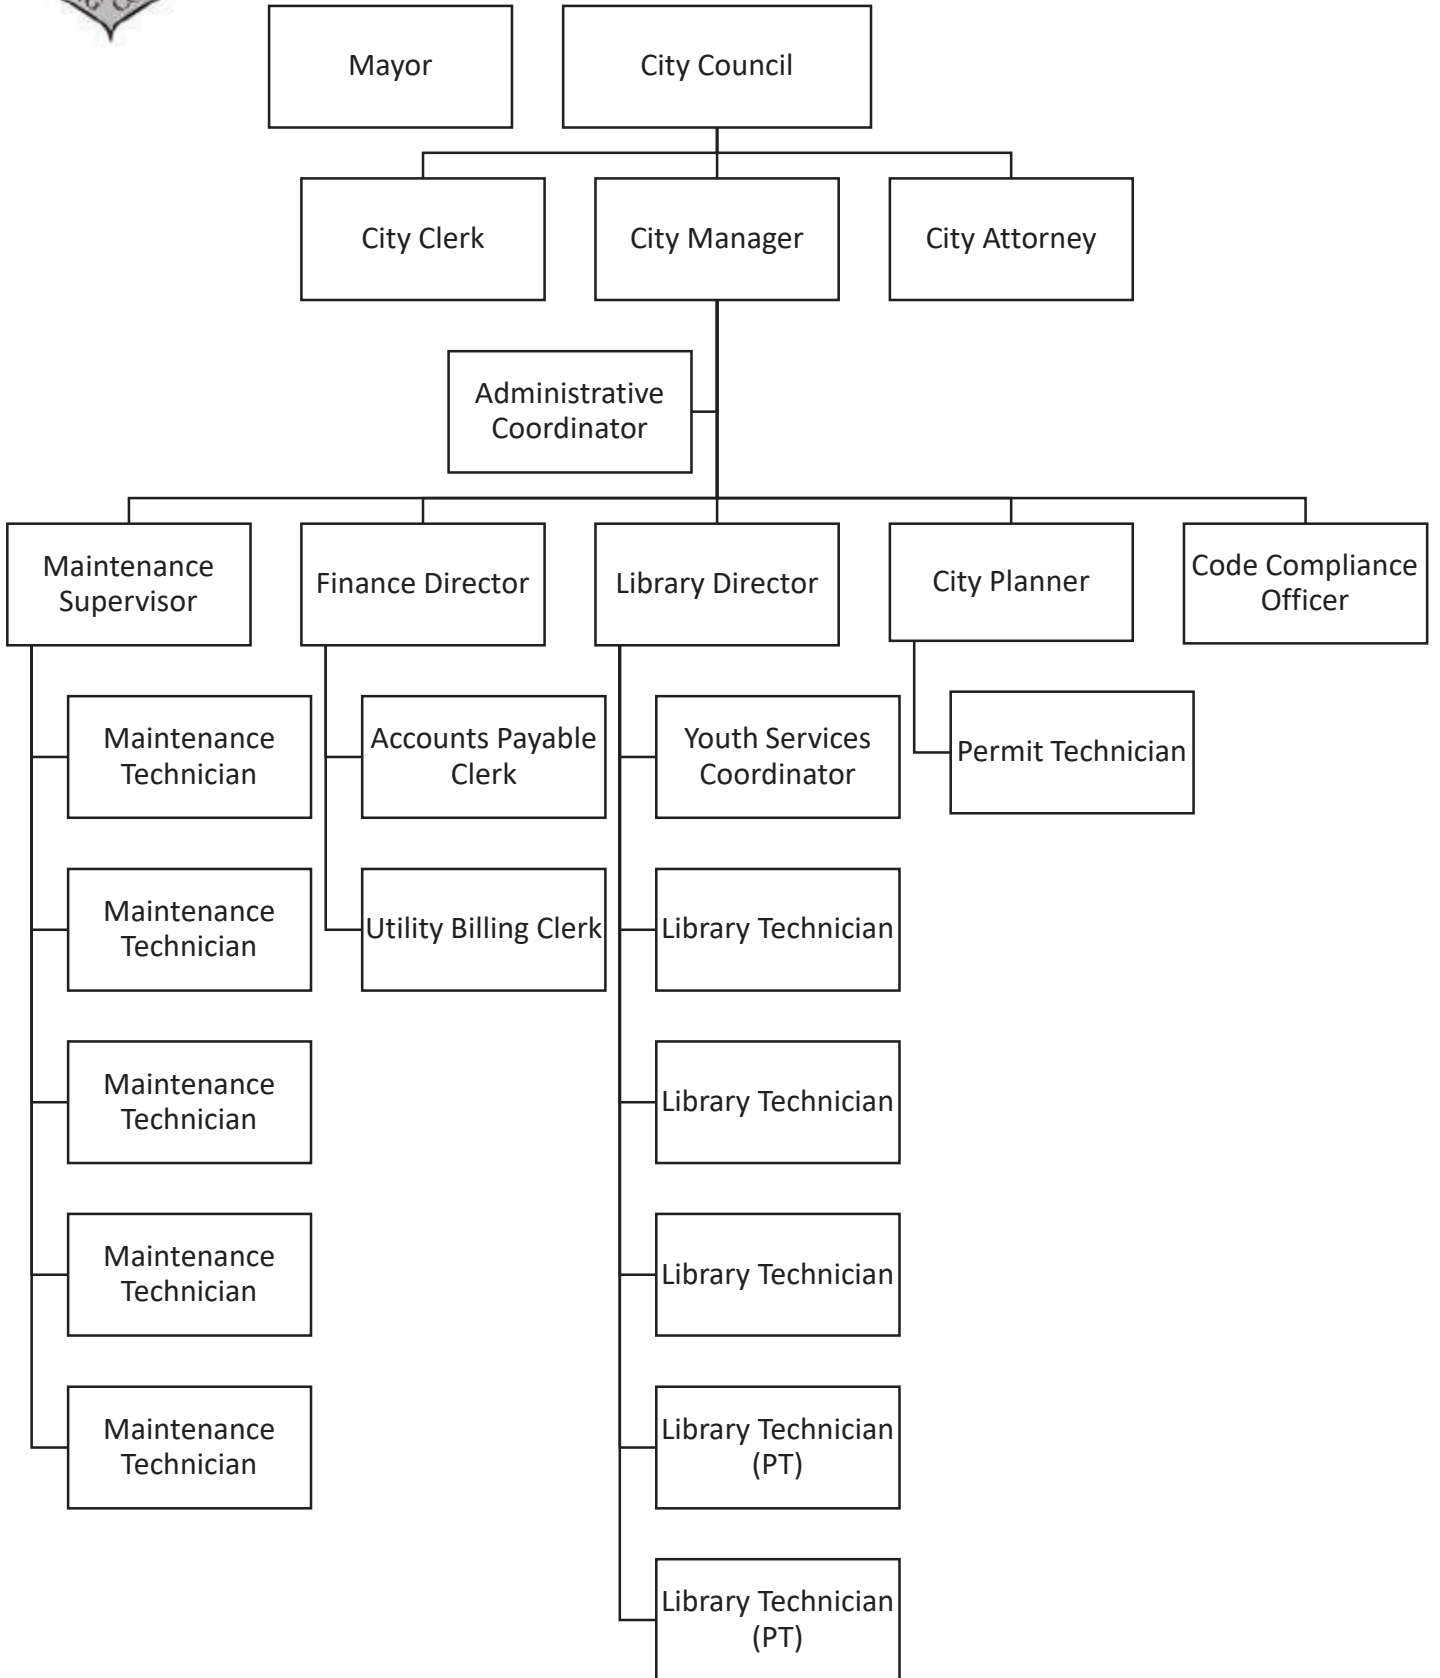 Mayor
City Council
City Clerk
City Manager
City Attorney
Administrative
Coordinator
Maintenance
Supervisor
Finance Director
Library Director
City Planner
Code Compliance
Officer
Maintenance
Technician
Accounts Payable
Clerk
Youth Services
Coordinator
Permit Technician
Maintenance
Technician
Utility Billing Clerk
Library Technician
Maintenance
Technician
Library Technician
Maintenance
Technician
Library Technician
Maintenance
Technician
Library Technician
(PT)
Library Technician
(PT)